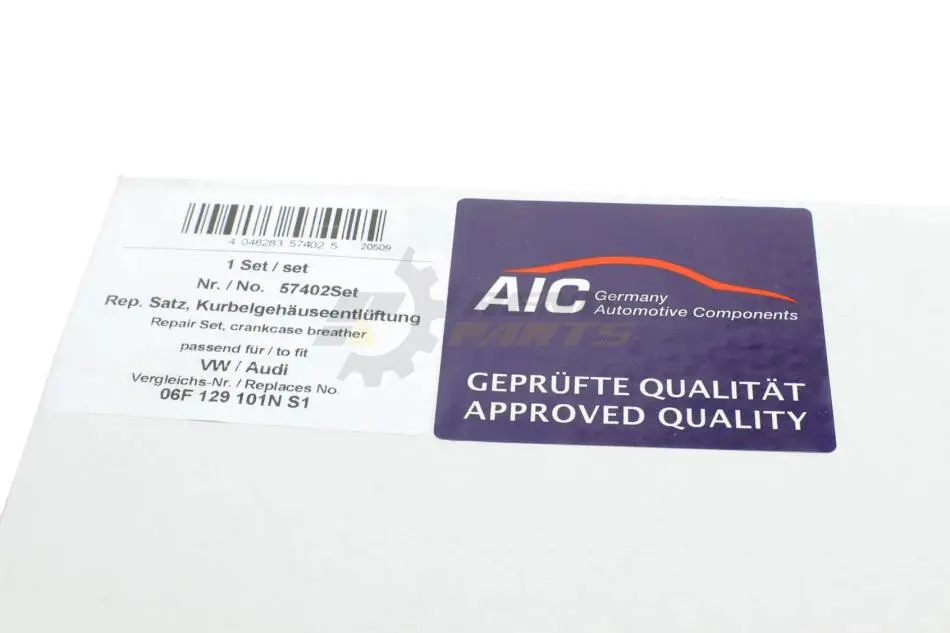 4 046283 57402 5
20509
1 Set / set
Nr. / No. 57402Set
Rep. Satz, Kurbelgehäuseentlüftung
Repair Set, crankcase breather
passend für / to fit
VW / Audi
Vergleichs-Nr. / Replaces No.
06F 129 101N S1
AIC Germany
Automotive Components
GEPRÜFTE QUALITÄT
APPROVED QUALITY
PARTS